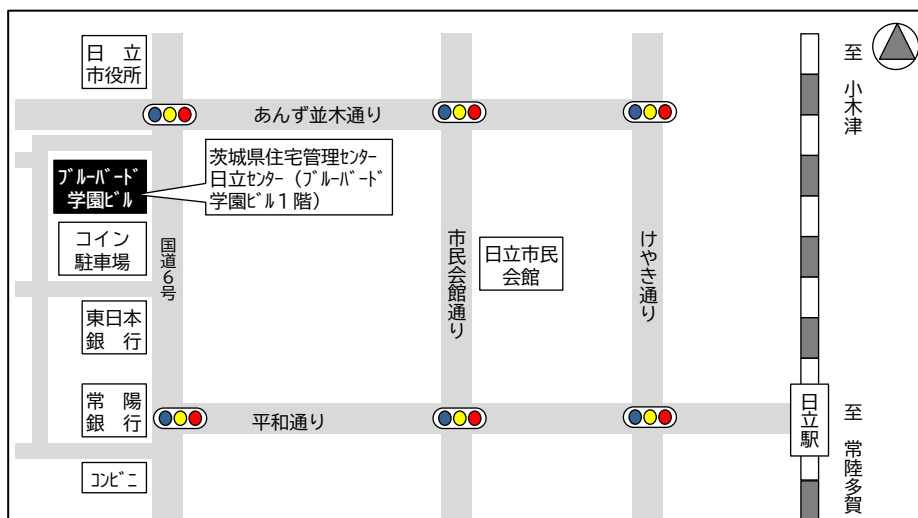 日 立
市役所
至 小木津
あんず並木通り
茨城県住宅管理ｾﾝﾀｰ
日立ｾﾝﾀｰ（ﾌﾞﾙｰﾊﾞｰﾄﾞ
学園ﾋﾞﾙ１階）
ﾌﾞﾙｰﾊﾞｰﾄﾞ
学園ﾋﾞﾙ
コイン
駐車場
国道６号
市民会館通り
日立市民
会館
けやき通り
東日本
銀 行
常 陽
銀 行
平和通り
日立駅
至 常陸多賀
ｺﾝﾋﾞﾆ